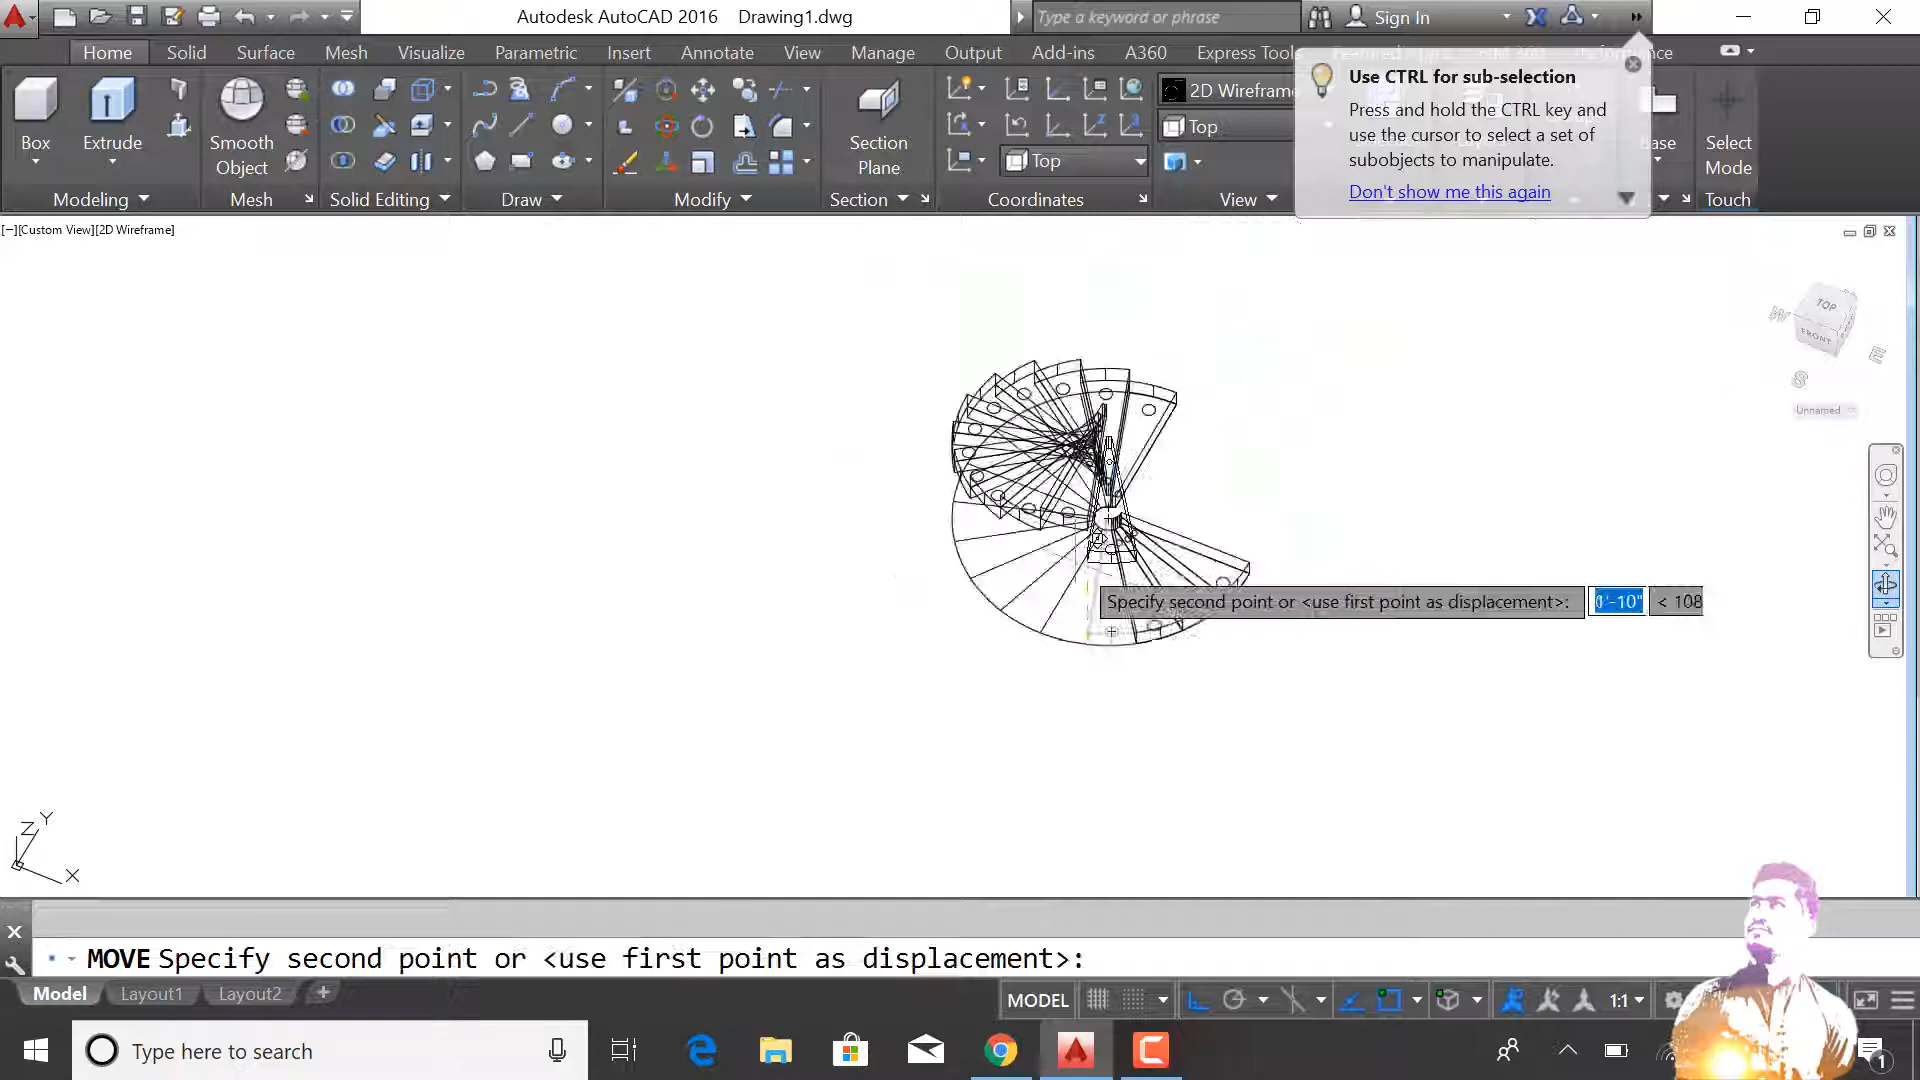 Autodesk AutoCAD 2016 Drawing1.dwg
Type a keyword or phrase
Sign In
Home Solid Surface Mesh Visualize Parametric Insert Annotate View Manage Output Add-ins A360 Express Tools
Use CTRL for sub-selection
Press and hold the CTRL key and
use the cursor to select a set of
subobjects to manipulate.
Don't show me this again
Box
Extrude
Smooth
Object
Section
Plane
2D Wireframe
Top
Top
Base
Select
Mode
Modeling
Mesh
Solid Editing
Draw
Modify
Section
Coordinates
View
Touch
[−][Custom View][2D Wireframe]
TOP
FRONT
W
S
E
Unnamed
Specify second point or <use first point as displacement>: 0'-10" < 108
Z Y
X
MOVE Specify second point or <use first point as displacement>:
Model Layout1 Layout2 +
MODEL
1:1
Type here to search
1